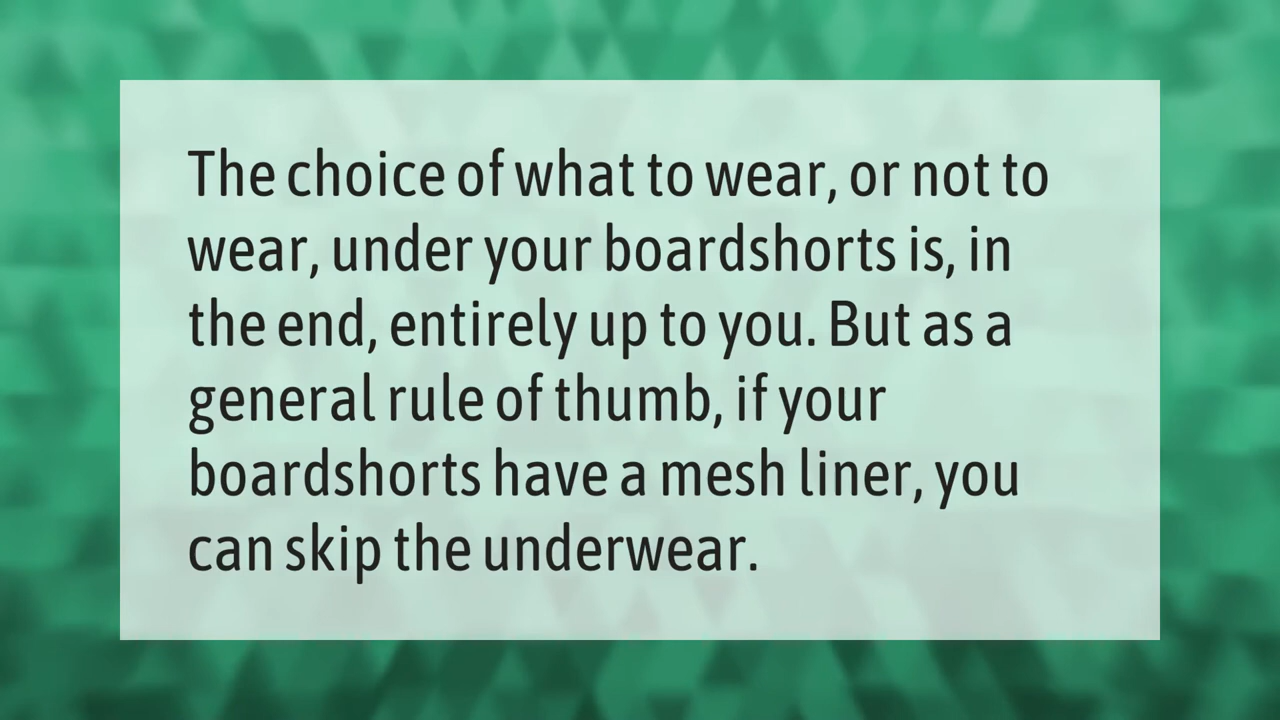 The choice of what to wear, or not to
wear, under your boardshorts is, in
the end, entirely up to you. But as a
general rule of thumb, if your
boardshorts have a mesh liner, you
can skip the underwear.